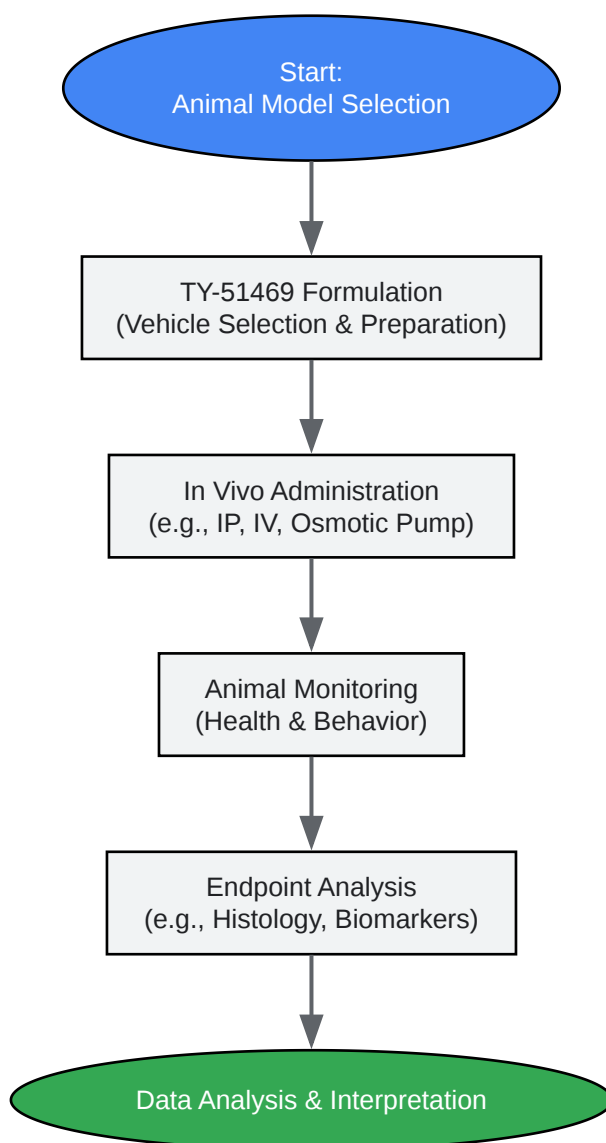 Start:
Animal Model Selection
TY-51469 Formulation
(Vehicle Selection & Preparation)
In Vivo Administration
(e.g., IP, IV, Osmotic Pump)
Animal Monitoring
(Health & Behavior)
Endpoint Analysis
(e.g., Histology, Biomarkers)
Data Analysis & Interpretation